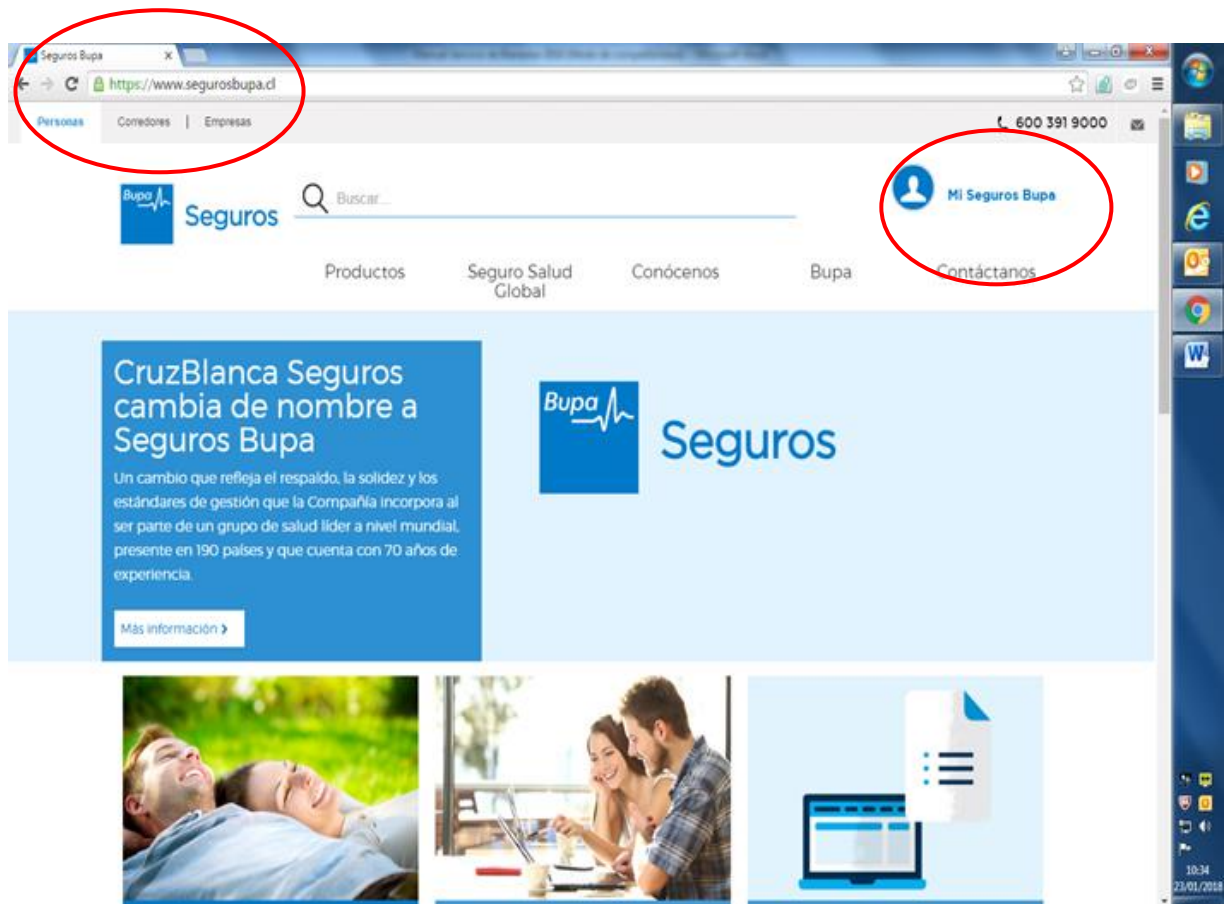 Seguros Bupa
https://www.segurosbupa.cl
Personas Corredores | Empresas
600 391 9000
Bupa
Seguros
Buscar...
Mi Seguros Bupa
Productos
Seguro Salud
Global
Conócenos
Bupa
Contáctanos
CruzBlanca Seguros
cambia de nombre a
Seguros Bupa
Un cambio que refleja el respaldo, la solidez y los
estándares de gestión que la Compañía incorpora al
ser parte de un grupo de salud líder a nivel mundial,
presente en 190 países y que cuenta con 70 años de
experiencia.
Más información >
Bupa
Seguros
10:34
23/01/2018